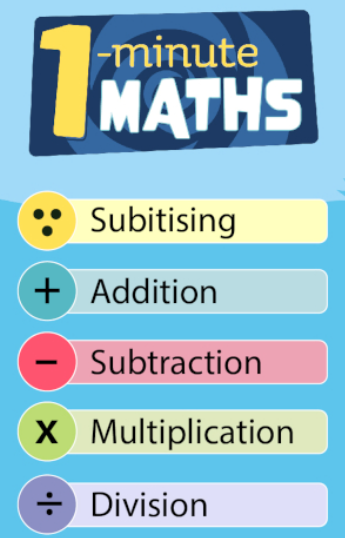 1-minute
MATHS
Subitising
+ Addition
− Subtraction
x Multiplication
÷ Division